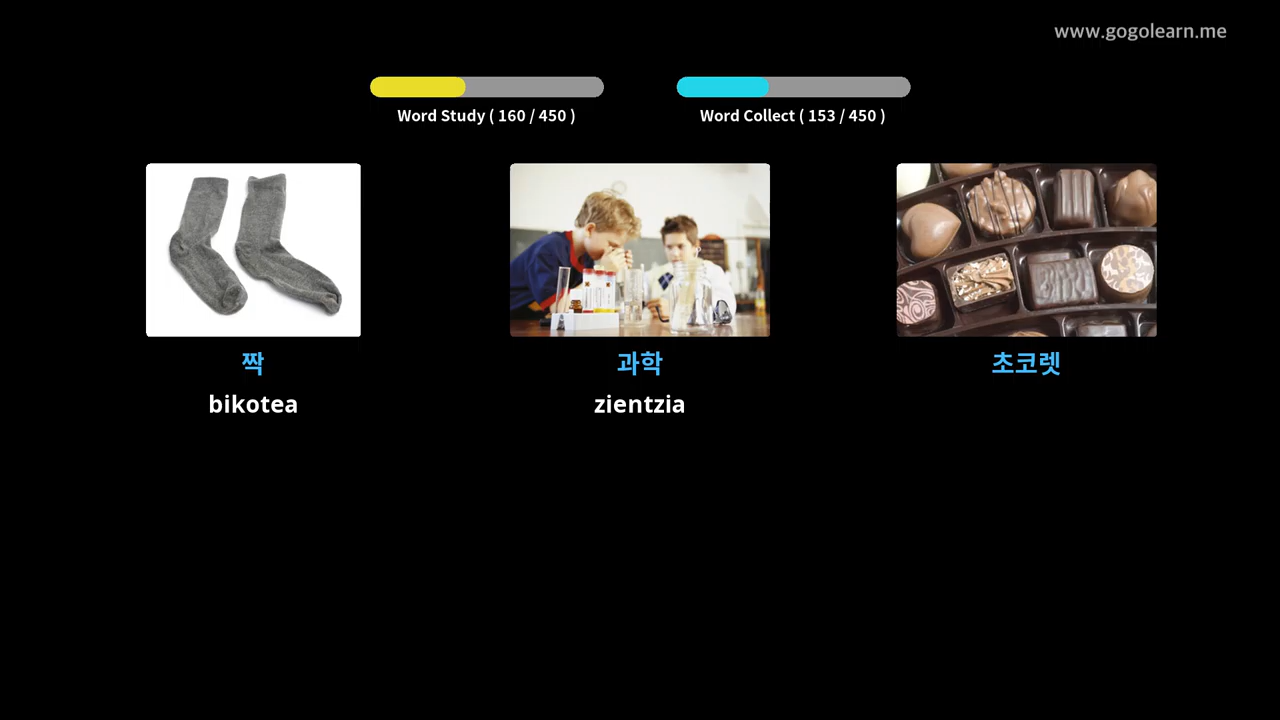 www.gogolearn.me
Word Study ( 160 / 450 )
Word Collect ( 153 / 450 )
짝
과학
초코렛
bikotea
zientzia